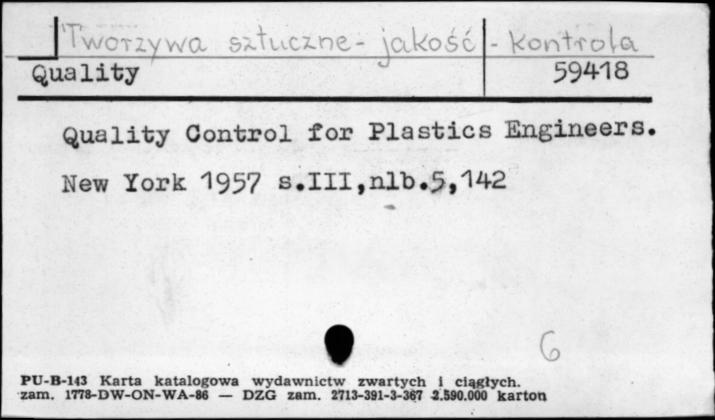 Tworzywa sztuczne - jakość - kontrola
Quality 59418
Quality Control for Plastics Engineers.
New York 1957 s.III,nlb.5,142
6
PU-B-143 Karta katalogowa wydawnictw zwartych i ciągłych.
zam. 1778-DW-ON-WA-86 — DZG zam. 2713-391-3-367 2.590.000 karton